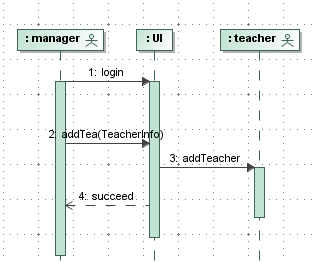 : manager
: UI
: teacher
1: login
2: addTea(TeacherInfo)
3: addTeacher
4: succeed